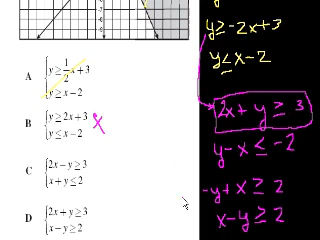 A y ≥ 1/2 x + 3
y ≥ x − 2
B y ≥ 2x + 3
y ≤ x − 2
C 2x − y ≥ 3
x + y ≤ 2
D 2x + y ≥ 3
x − y ≥ 2
y ≥ -2x + 3
y ≤ x - 2
2x + y ≥ 3
y - x ≤ -2
-y + x ≥ 2
x - y ≥ 2